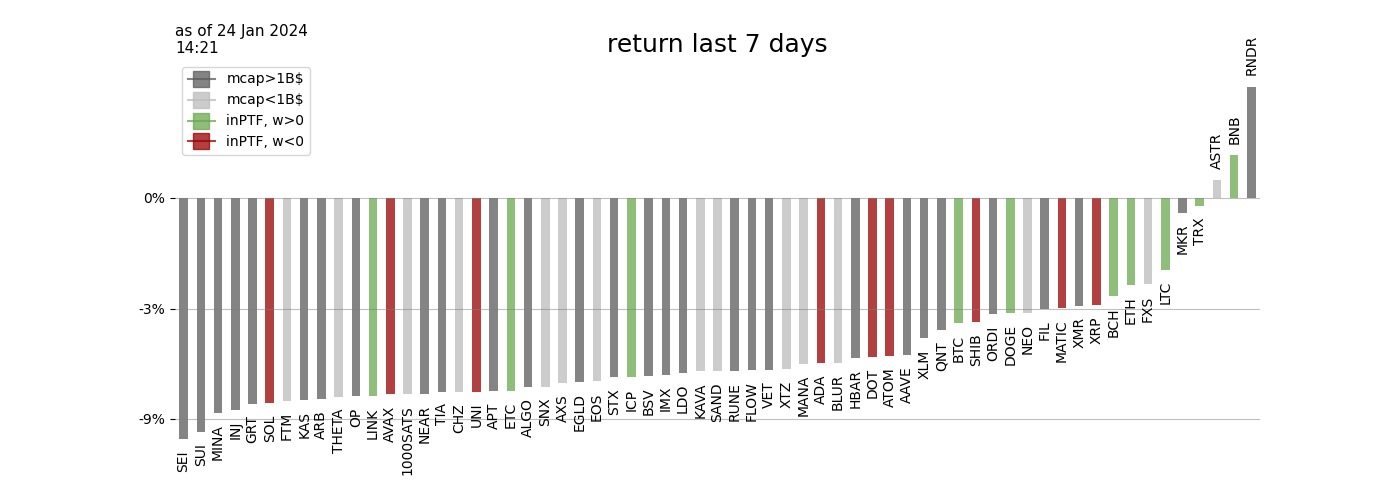 as of 24 Jan 2024
14:21
return last 7 days
mcap>1B$
mcap<1B$
inPTF, w>0
inPTF, w<0
0%
-3%
-9%
SEI
SUI
MINA
INJ
GRT
SOL
FTM
KAS
ARB
THETA
OP
LINK
AVAX
1000SATS
NEAR
TIA
CHZ
UNI
APT
ETC
ALGO
SNX
AXS
EGLD
EOS
STX
ICP
BSV
IMX
LDO
KAVA
SAND
RUNE
FLOW
VET
XTZ
MANA
ADA
BLUR
HBAR
DOT
ATOM
AAVE
XLM
QNT
BTC
SHIB
ORDI
DOGE
NEO
FIL
MATIC
XMR
XRP
BCH
ETH
FXS
LTC
MKR
TRX
ASTR
BNB
RNDR